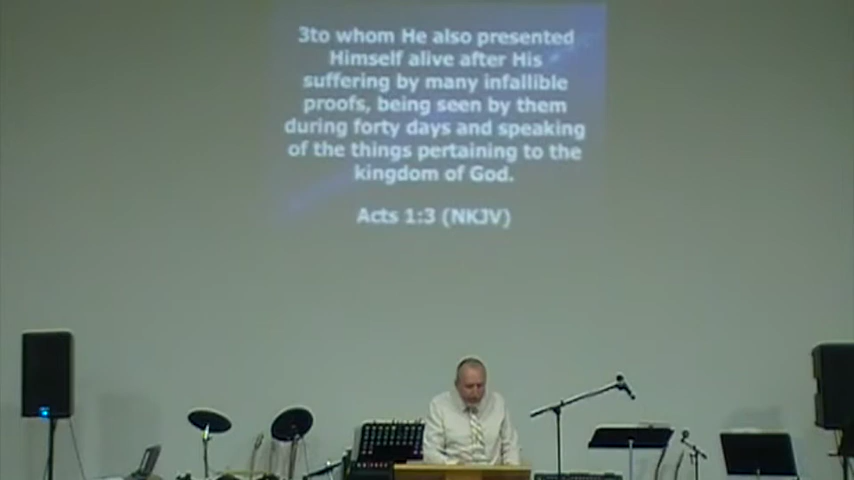 3to whom He also presented
Himself alive after His
suffering by many infallible
proofs, being seen by them
during forty days and speaking
of the things pertaining to the
kingdom of God.
Acts 1:3 (NKJV)